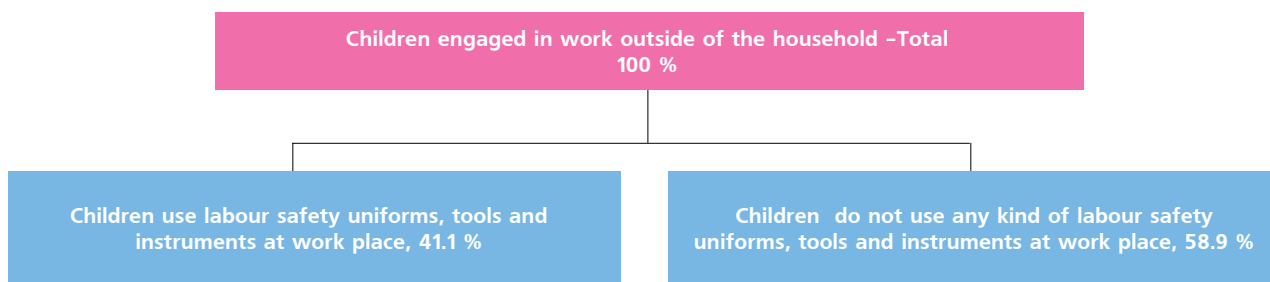 Children engaged in work outside of the household –Total
100 %
Children use labour safety uniforms, tools and
instruments at work place, 41.1 %
Children do not use any kind of labour safety
uniforms, tools and instruments at work place, 58.9 %